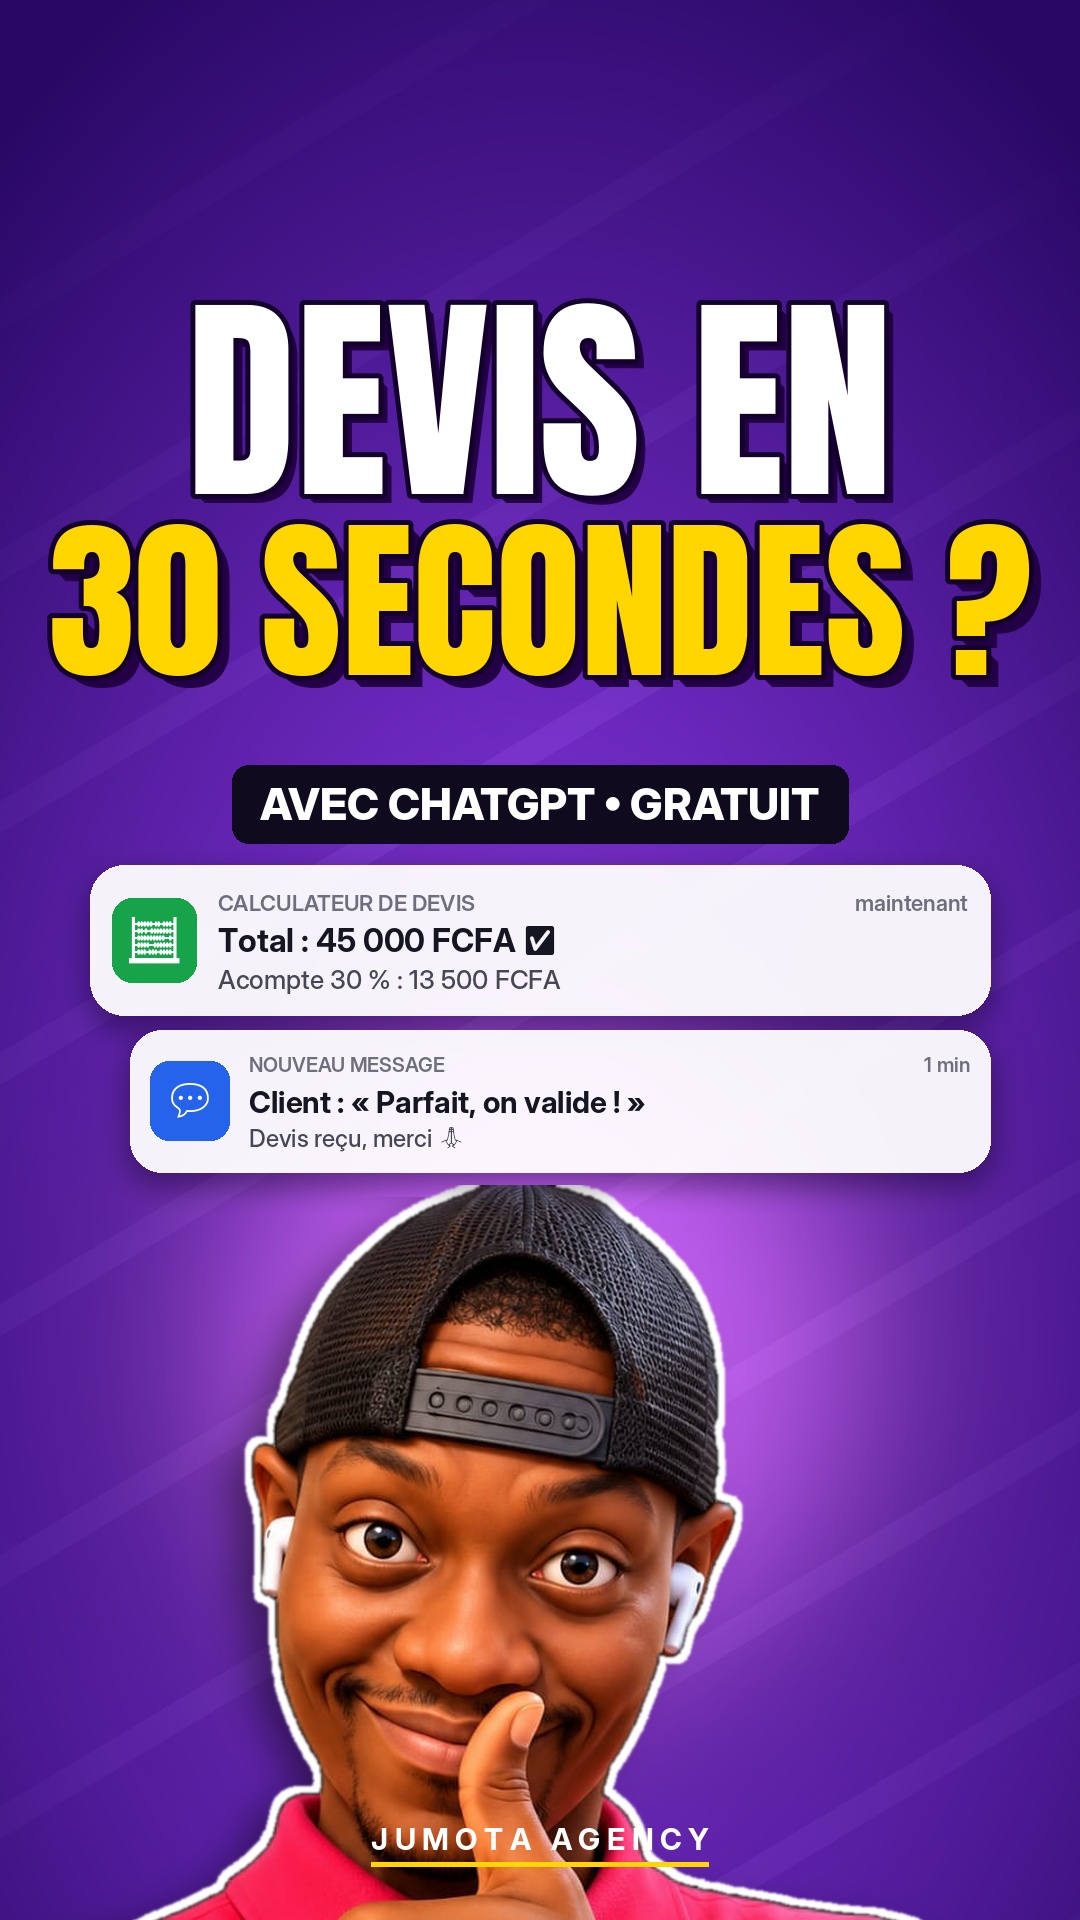 DEVIS EN
30 SECONDES ?
AVEC CHATGPT • GRATUIT
CALCULATEUR DE DEVIS
maintenant
Total : 45 000 FCFA ☑
Acompte 30 % : 13 500 FCFA
NOUVEAU MESSAGE
1 min
Client : « Parfait, on valide ! »
Devis reçu, merci 🙏
JUMOTA AGENCY